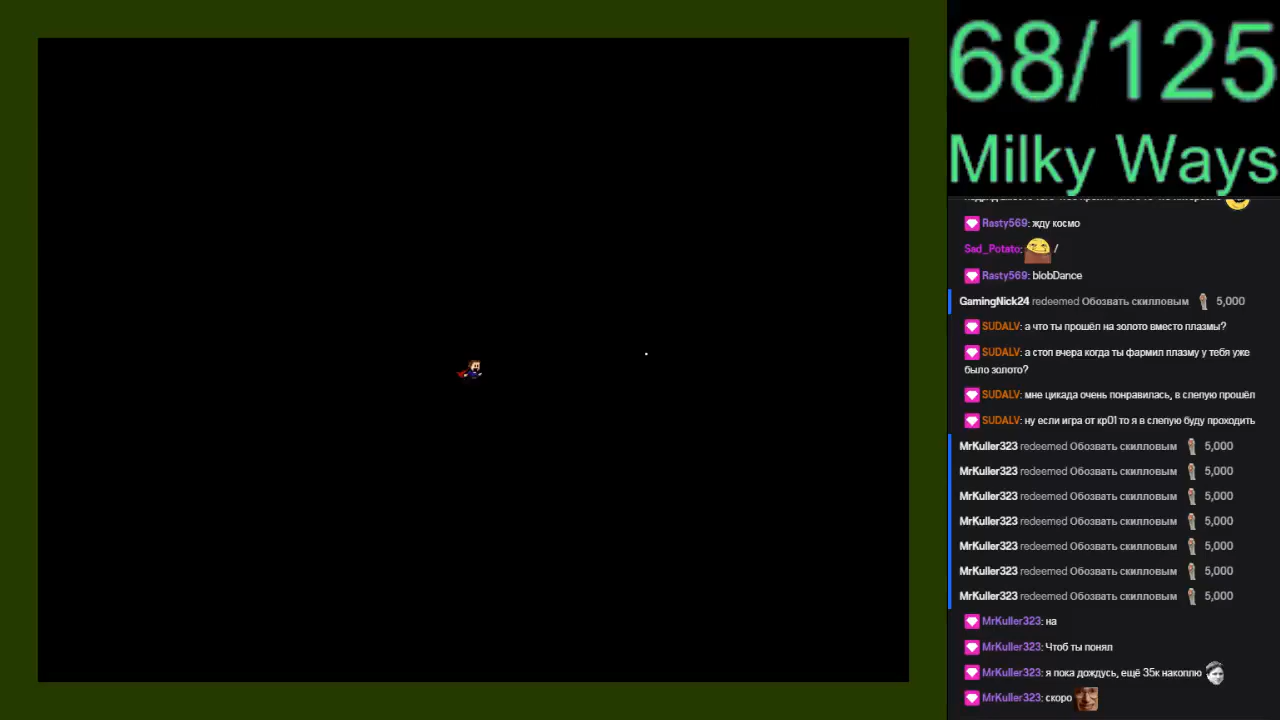 68/125
Milky Ways
Rasty569: жду космо
Sad_Potato: /
Rasty569: blobDance
GamingNick24 redeemed Обозвать скилловым 5,000
SUDALV: а что ты прошёл на золото вместо плазмы?
SUDALV: а стоп вчера когда ты фармил плазму у тебя уже
было золото?
SUDALV: мне цикада очень понравилась, в слепую прошёл
SUDALV: ну если игра от кр01 то я в слепую буду проходить
MrKuller323 redeemed Обозвать скилловым 5,000
MrKuller323 redeemed Обозвать скилловым 5,000
MrKuller323 redeemed Обозвать скилловым 5,000
MrKuller323 redeemed Обозвать скилловым 5,000
MrKuller323 redeemed Обозвать скилловым 5,000
MrKuller323 redeemed Обозвать скилловым 5,000
MrKuller323 redeemed Обозвать скилловым 5,000
MrKuller323: на
MrKuller323: Чтоб ты понял
MrKuller323: я пока дождусь, ещё 35к накоплю
MrKuller323: скоро